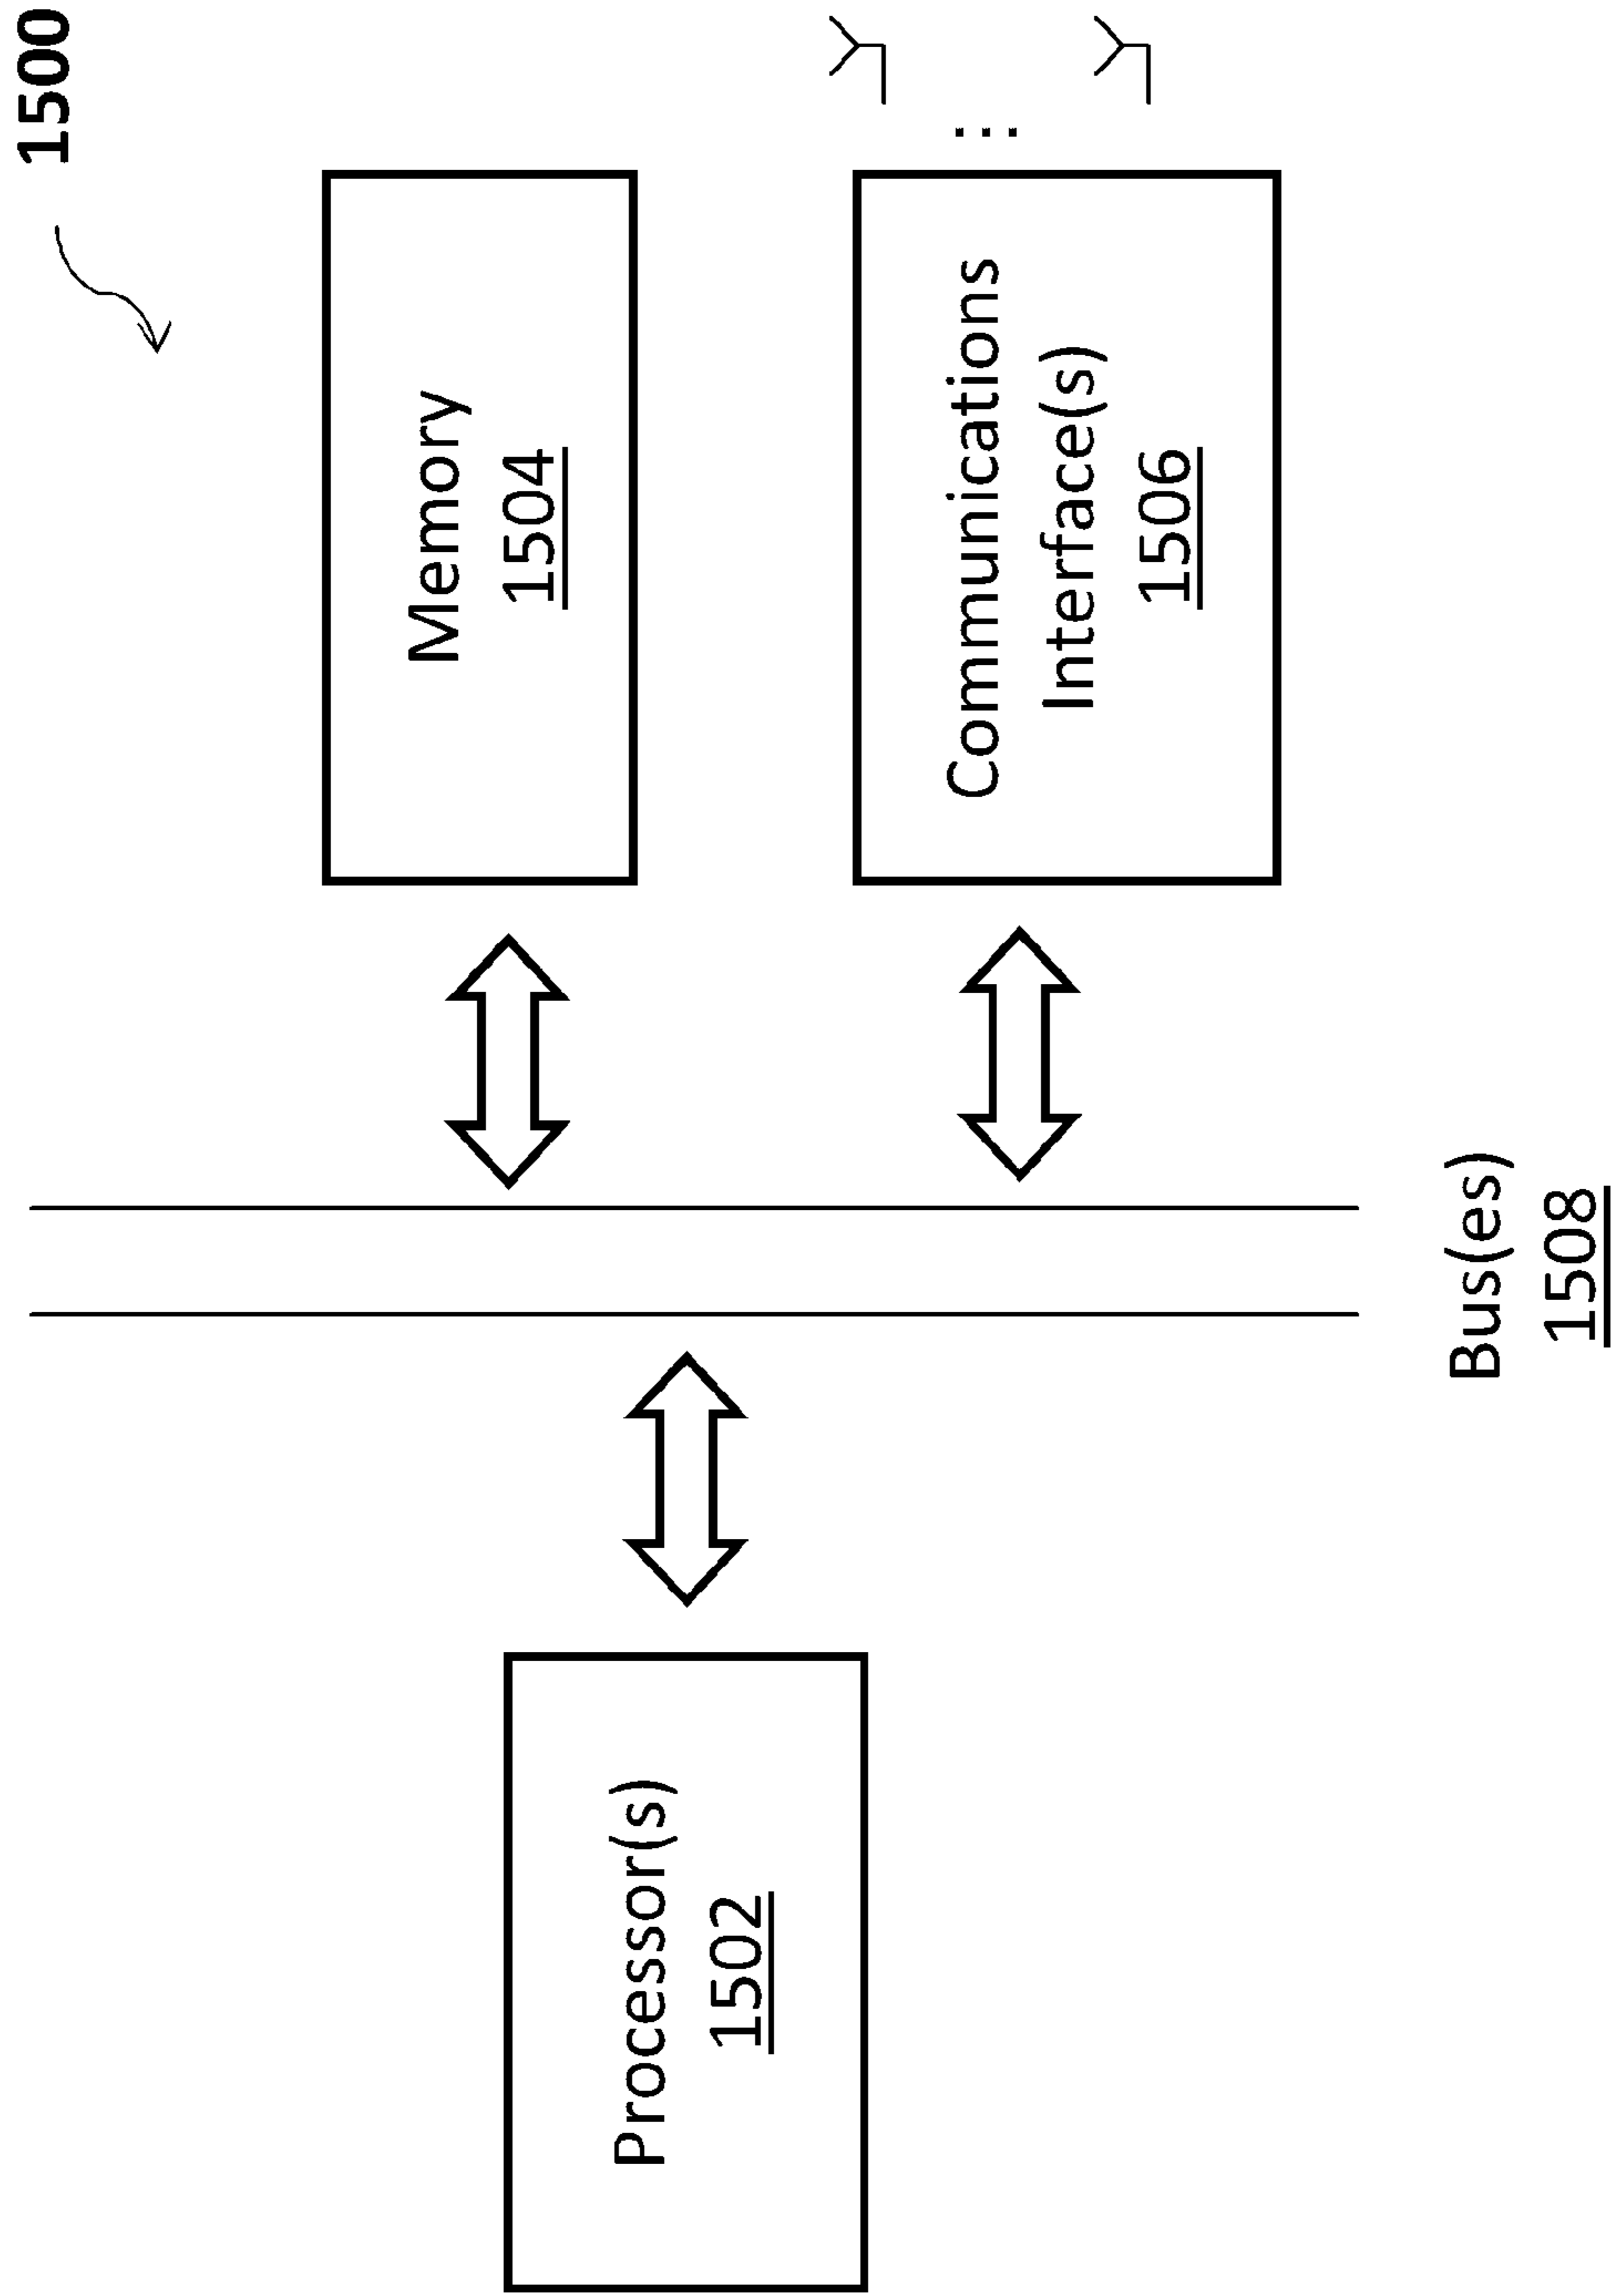 1500
Processor(s)
1502
Memory
1504
Communications
Interface(s)
1506
Bus(es)
1508